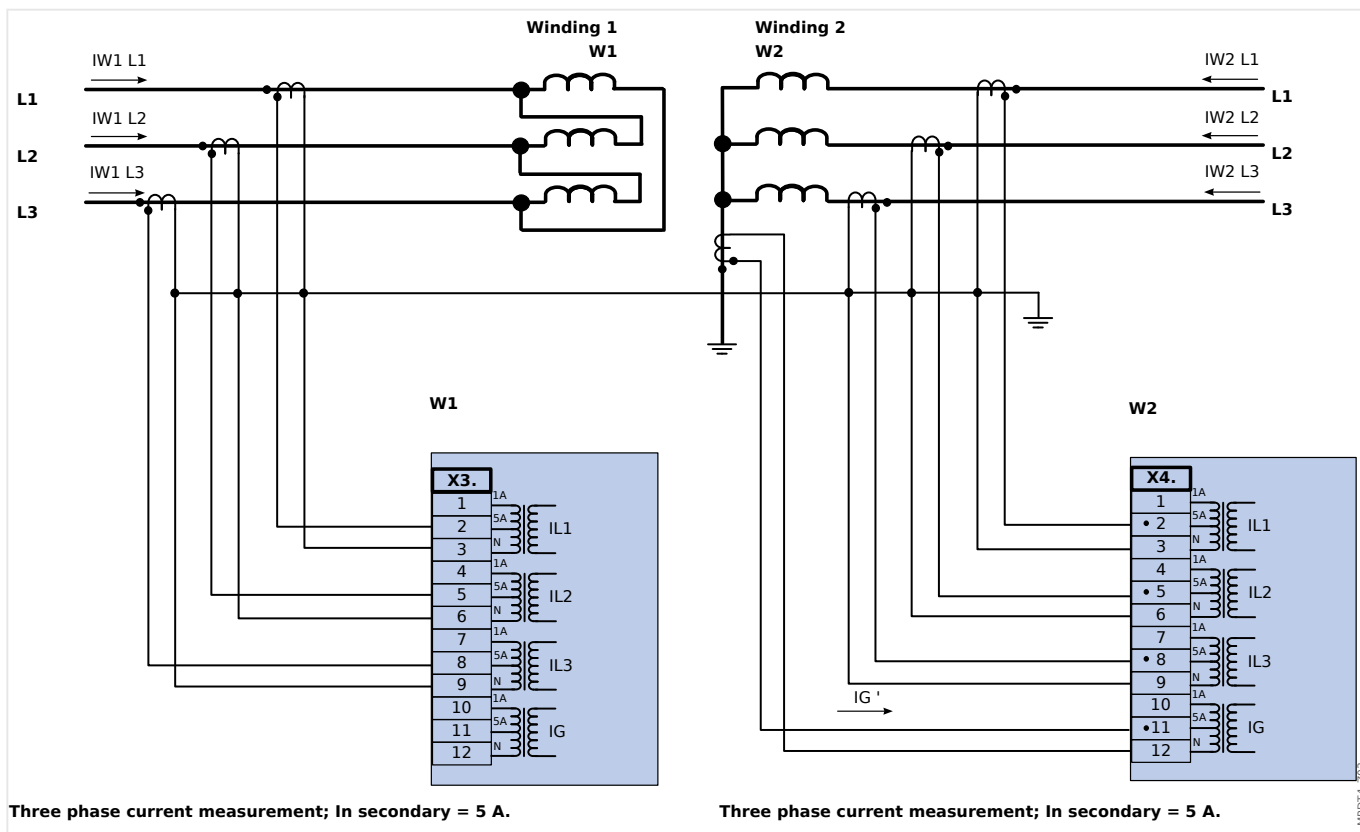 Winding 1
W1
Winding 2
W2
IW1 L1
IW2 L1
L1
L1
IW1 L2
IW2 L2
L2
L2
IW1 L3
IW2 L3
L3
L3
W1
W2
X3.
1
1A
2
5A
IL1
3
N
4
1A
5
5A
IL2
6
N
7
1A
8
5A
IL3
9
N
10
1A
11
5A
IG
12
N
X4.
1
1A
• 2
5A
IL1
3
N
4
1A
• 5
5A
IL2
6
N
7
1A
• 8
5A
IL3
9
N
10
1A
•11
5A
IG
12
N
IG '
Three phase current measurement; In secondary = 5 A.
Three phase current measurement; In secondary = 5 A.